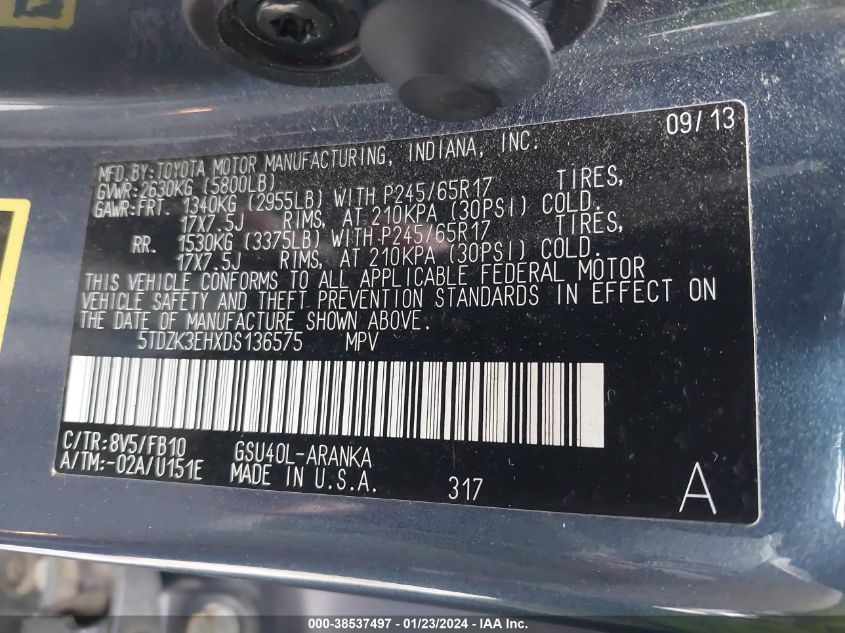 09/13
MFD.BY:TOYOTA MOTOR MANUFACTURING, INDIANA, INC.
GVWR:2630KG (5800LB)
GAWR:FRT. 1340KG (2955LB) WITH P245/65R17 TIRES,
17X7.5J RIMS, AT 210KPA (30PSI) COLD.
RR. 1530KG (3375LB) WITH P245/65R17 TIRES,
17X7.5J RIMS, AT 210KPA (30PSI) COLD.
THIS VEHICLE CONFORMS TO ALL APPLICABLE FEDERAL MOTOR
VEHICLE SAFETY AND THEFT PREVENTION STANDARDS IN EFFECT ON
THE DATE OF MANUFACTURE SHOWN ABOVE.
5TDZK3EHXDS136575 MPV
C/TR:8V5/FB10 GSU40L-ARANKA
A/TM:-02A/U151E MADE IN U.S.A. 317 A
000-38537497 - 01/23/2024 - IAA Inc.